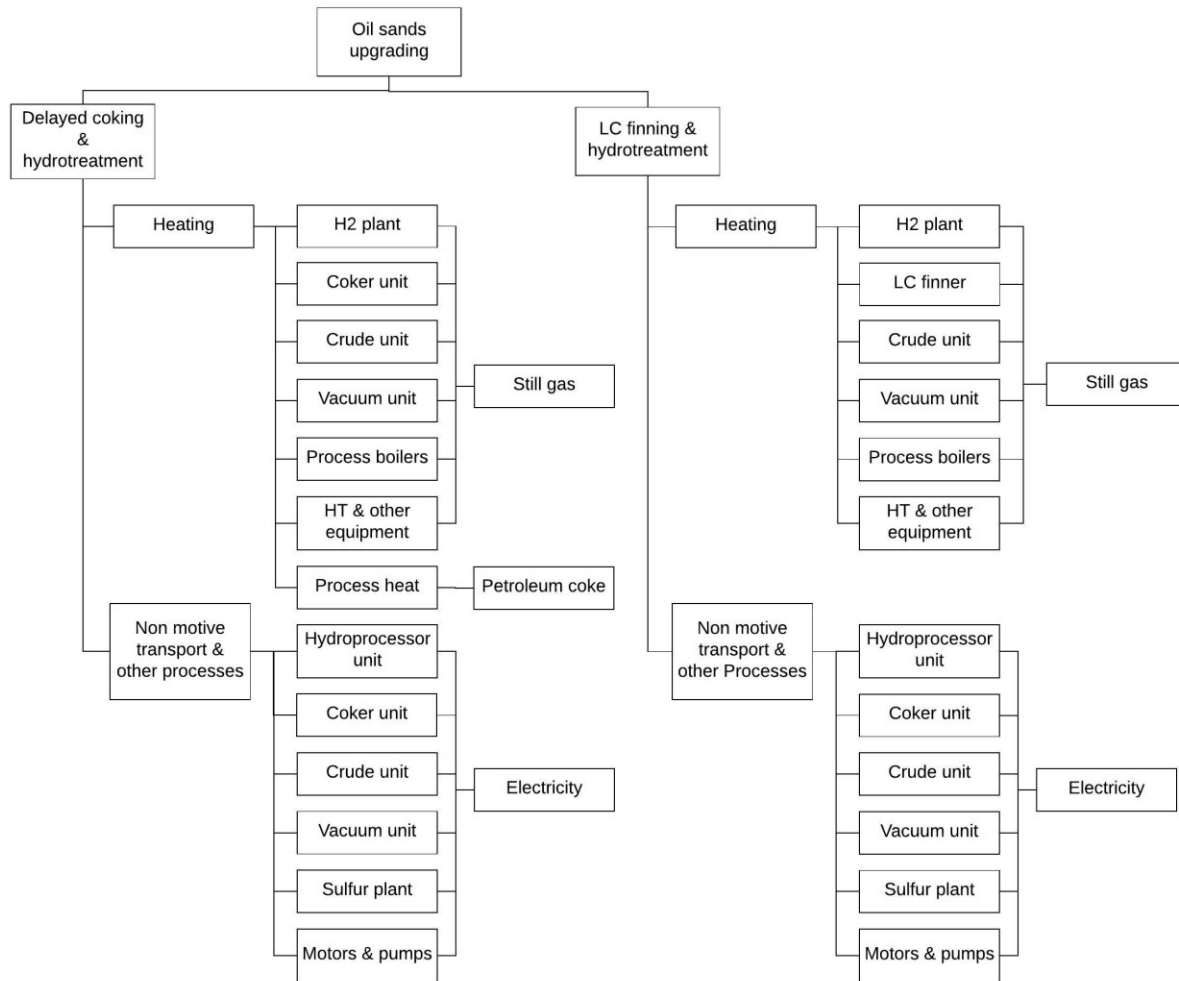 Oil sands
upgrading
Delayed coking
&
hydrotreatment
LC finning &
hydrotreatment
Heating
H2 plant
Coker unit
Crude unit
Vacuum unit
Process boilers
HT & other
equipment
Process heat
Still gas
Petroleum coke
Non motive
transport &
other processes
Hydroprocessor
unit
Coker unit
Crude unit
Vacuum unit
Sulfur plant
Motors & pumps
Electricity
Heating
H2 plant
LC finner
Crude unit
Vacuum unit
Process boilers
HT & other
equipment
Still gas
Non motive
transport &
other Processes
Hydroprocessor
unit
Coker unit
Crude unit
Vacuum unit
Sulfur plant
Motors & pumps
Electricity